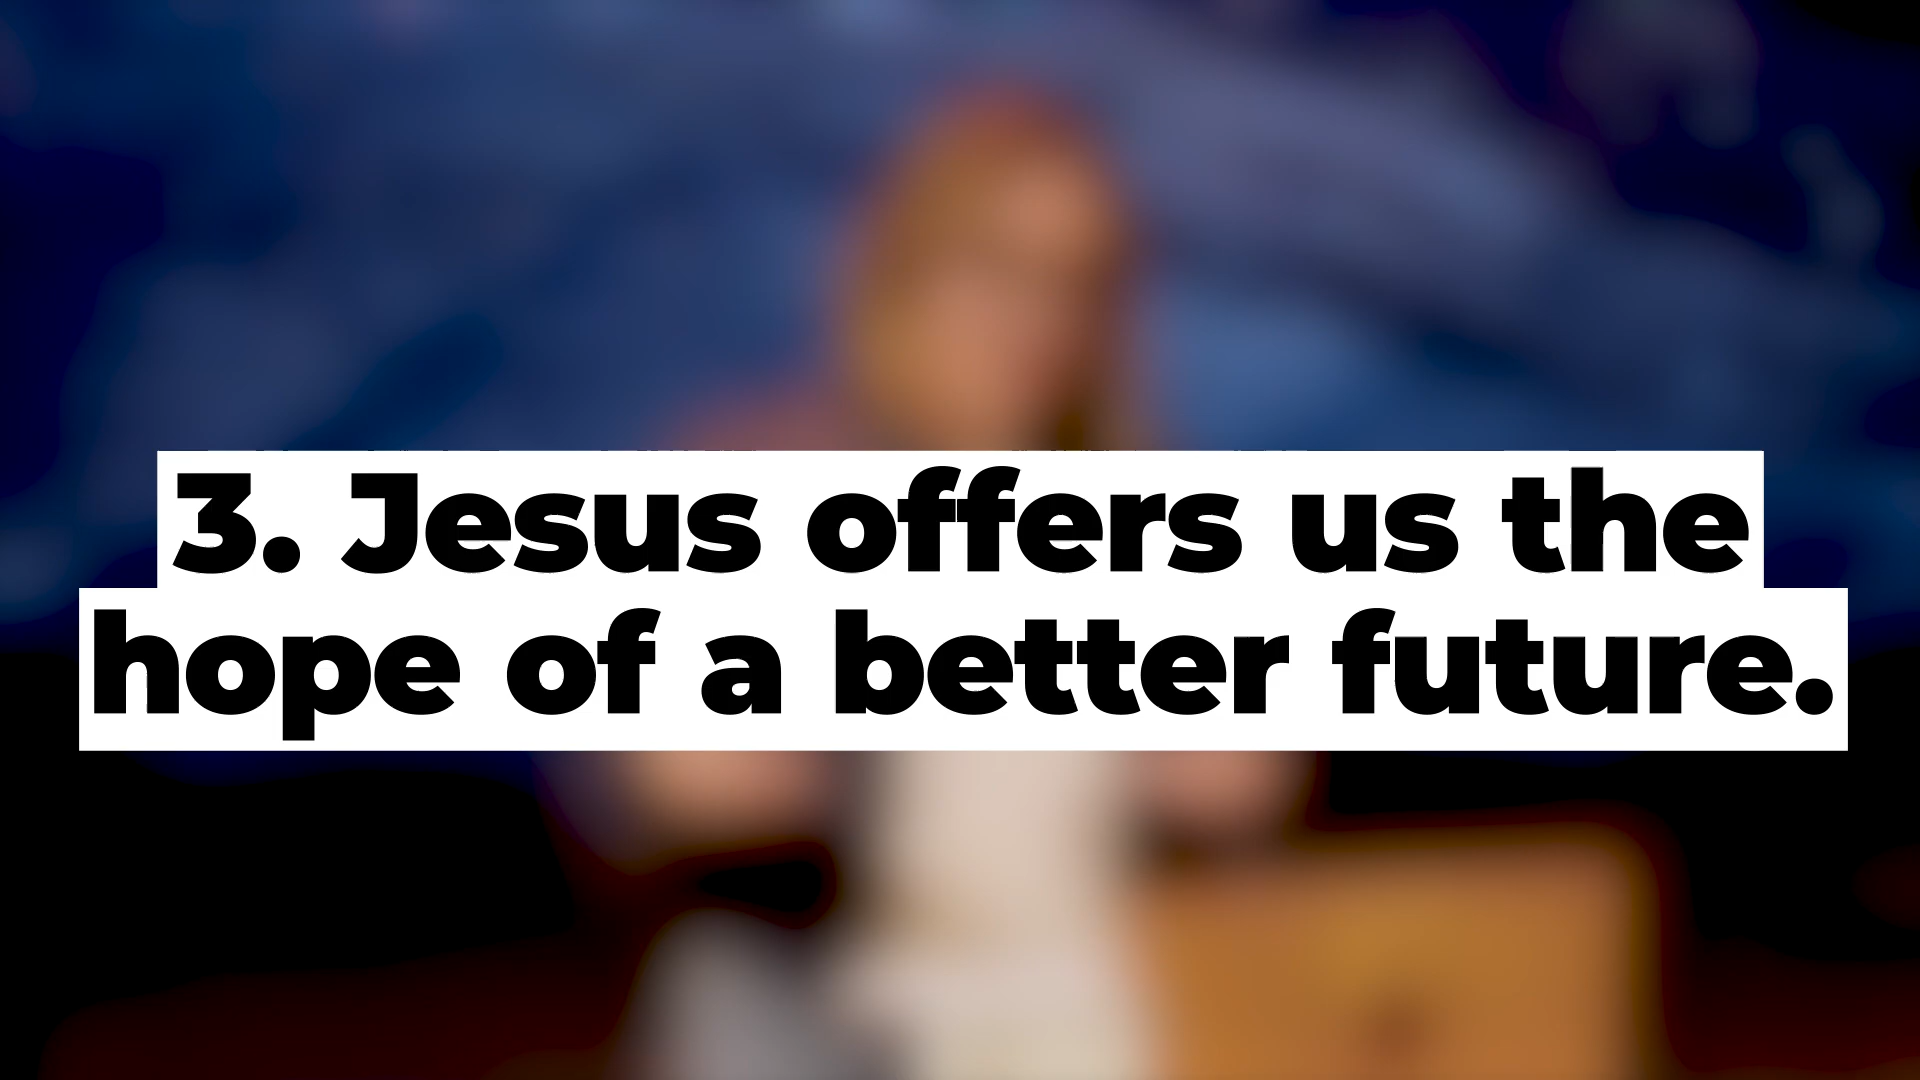 3. Jesus offers us the
hope of a better future.